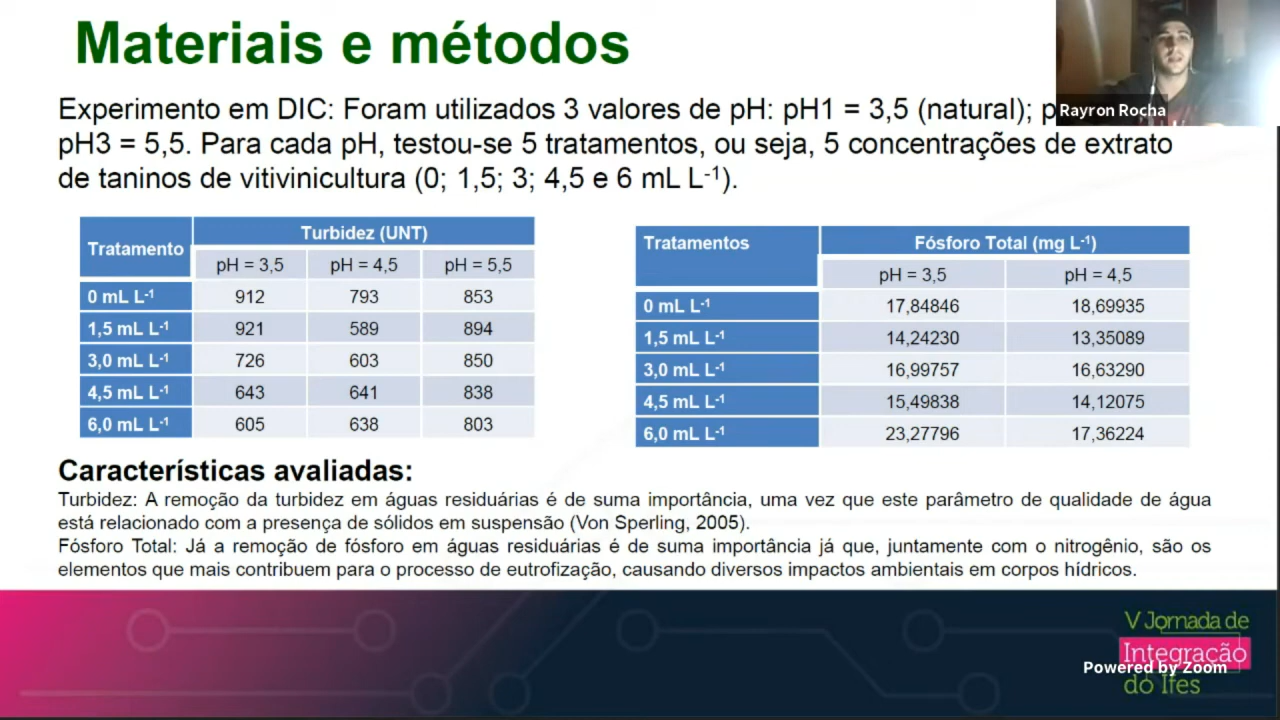 Materiais e métodos
Rayron Rocha
Experimento em DIC: Foram utilizados 3 valores de pH: pH1 = 3,5 (natural);
pH3 = 5,5. Para cada pH, testou-se 5 tratamentos, ou seja, 5 concentrações de extrato
de taninos de vitivinicultura (0; 1,5; 3; 4,5 e 6 mL L⁻¹).
Tratamento Turbidez (UNT)
pH = 3,5 pH = 4,5 pH = 5,5
0 mL L⁻¹ 912 793 853
1,5 mL L⁻¹ 921 589 894
3,0 mL L⁻¹ 726 603 850
4,5 mL L⁻¹ 643 641 838
6,0 mL L⁻¹ 605 638 803
Tratamentos Fósforo Total (mg L⁻¹)
pH = 3,5 pH = 4,5
0 mL L⁻¹ 17,84846 18,69935
1,5 mL L⁻¹ 14,24230 13,35089
3,0 mL L⁻¹ 16,99757 16,63290
4,5 mL L⁻¹ 15,49838 14,12075
6,0 mL L⁻¹ 23,27796 17,36224
Características avaliadas:
Turbidez: A remoção da turbidez em águas residuárias é de suma importância, uma vez que este parâmetro de qualidade de água
está relacionado com a presença de sólidos em suspensão (Von Sperling, 2005).
Fósforo Total: Já a remoção de fósforo em águas residuárias é de suma importância já que, juntamente com o nitrogênio, são os
elementos que mais contribuem para o processo de eutrofização, causando diversos impactos ambientais em corpos hídricos.
V Jornada de
Integração
Powered by Zoom
do Ifes